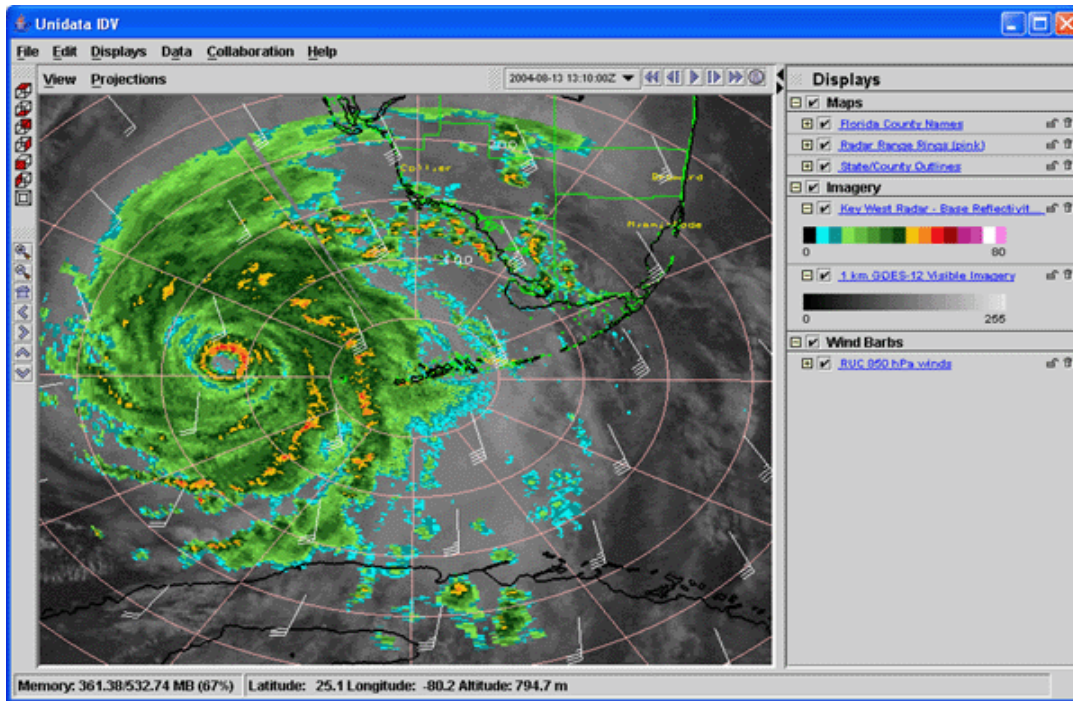 Unidata IDV
File Edit Displays Data Collaboration Help
View Projections
2004-08-13 13:10:00Z
Displays
Maps
Florida County Names
Radar Range Rings (pink)
State/County Outlines
Imagery
Key West Radar - Base Reflectivit...
0 80
1 km GOES-12 Visible Imagery
0 255
Wind Barbs
RUC 850 hPa winds
200
Collier
Broward
100
Memory: 361.38/532.74 MB (67%) Latitude: 25.1 Longitude: -80.2 Altitude: 794.7 m